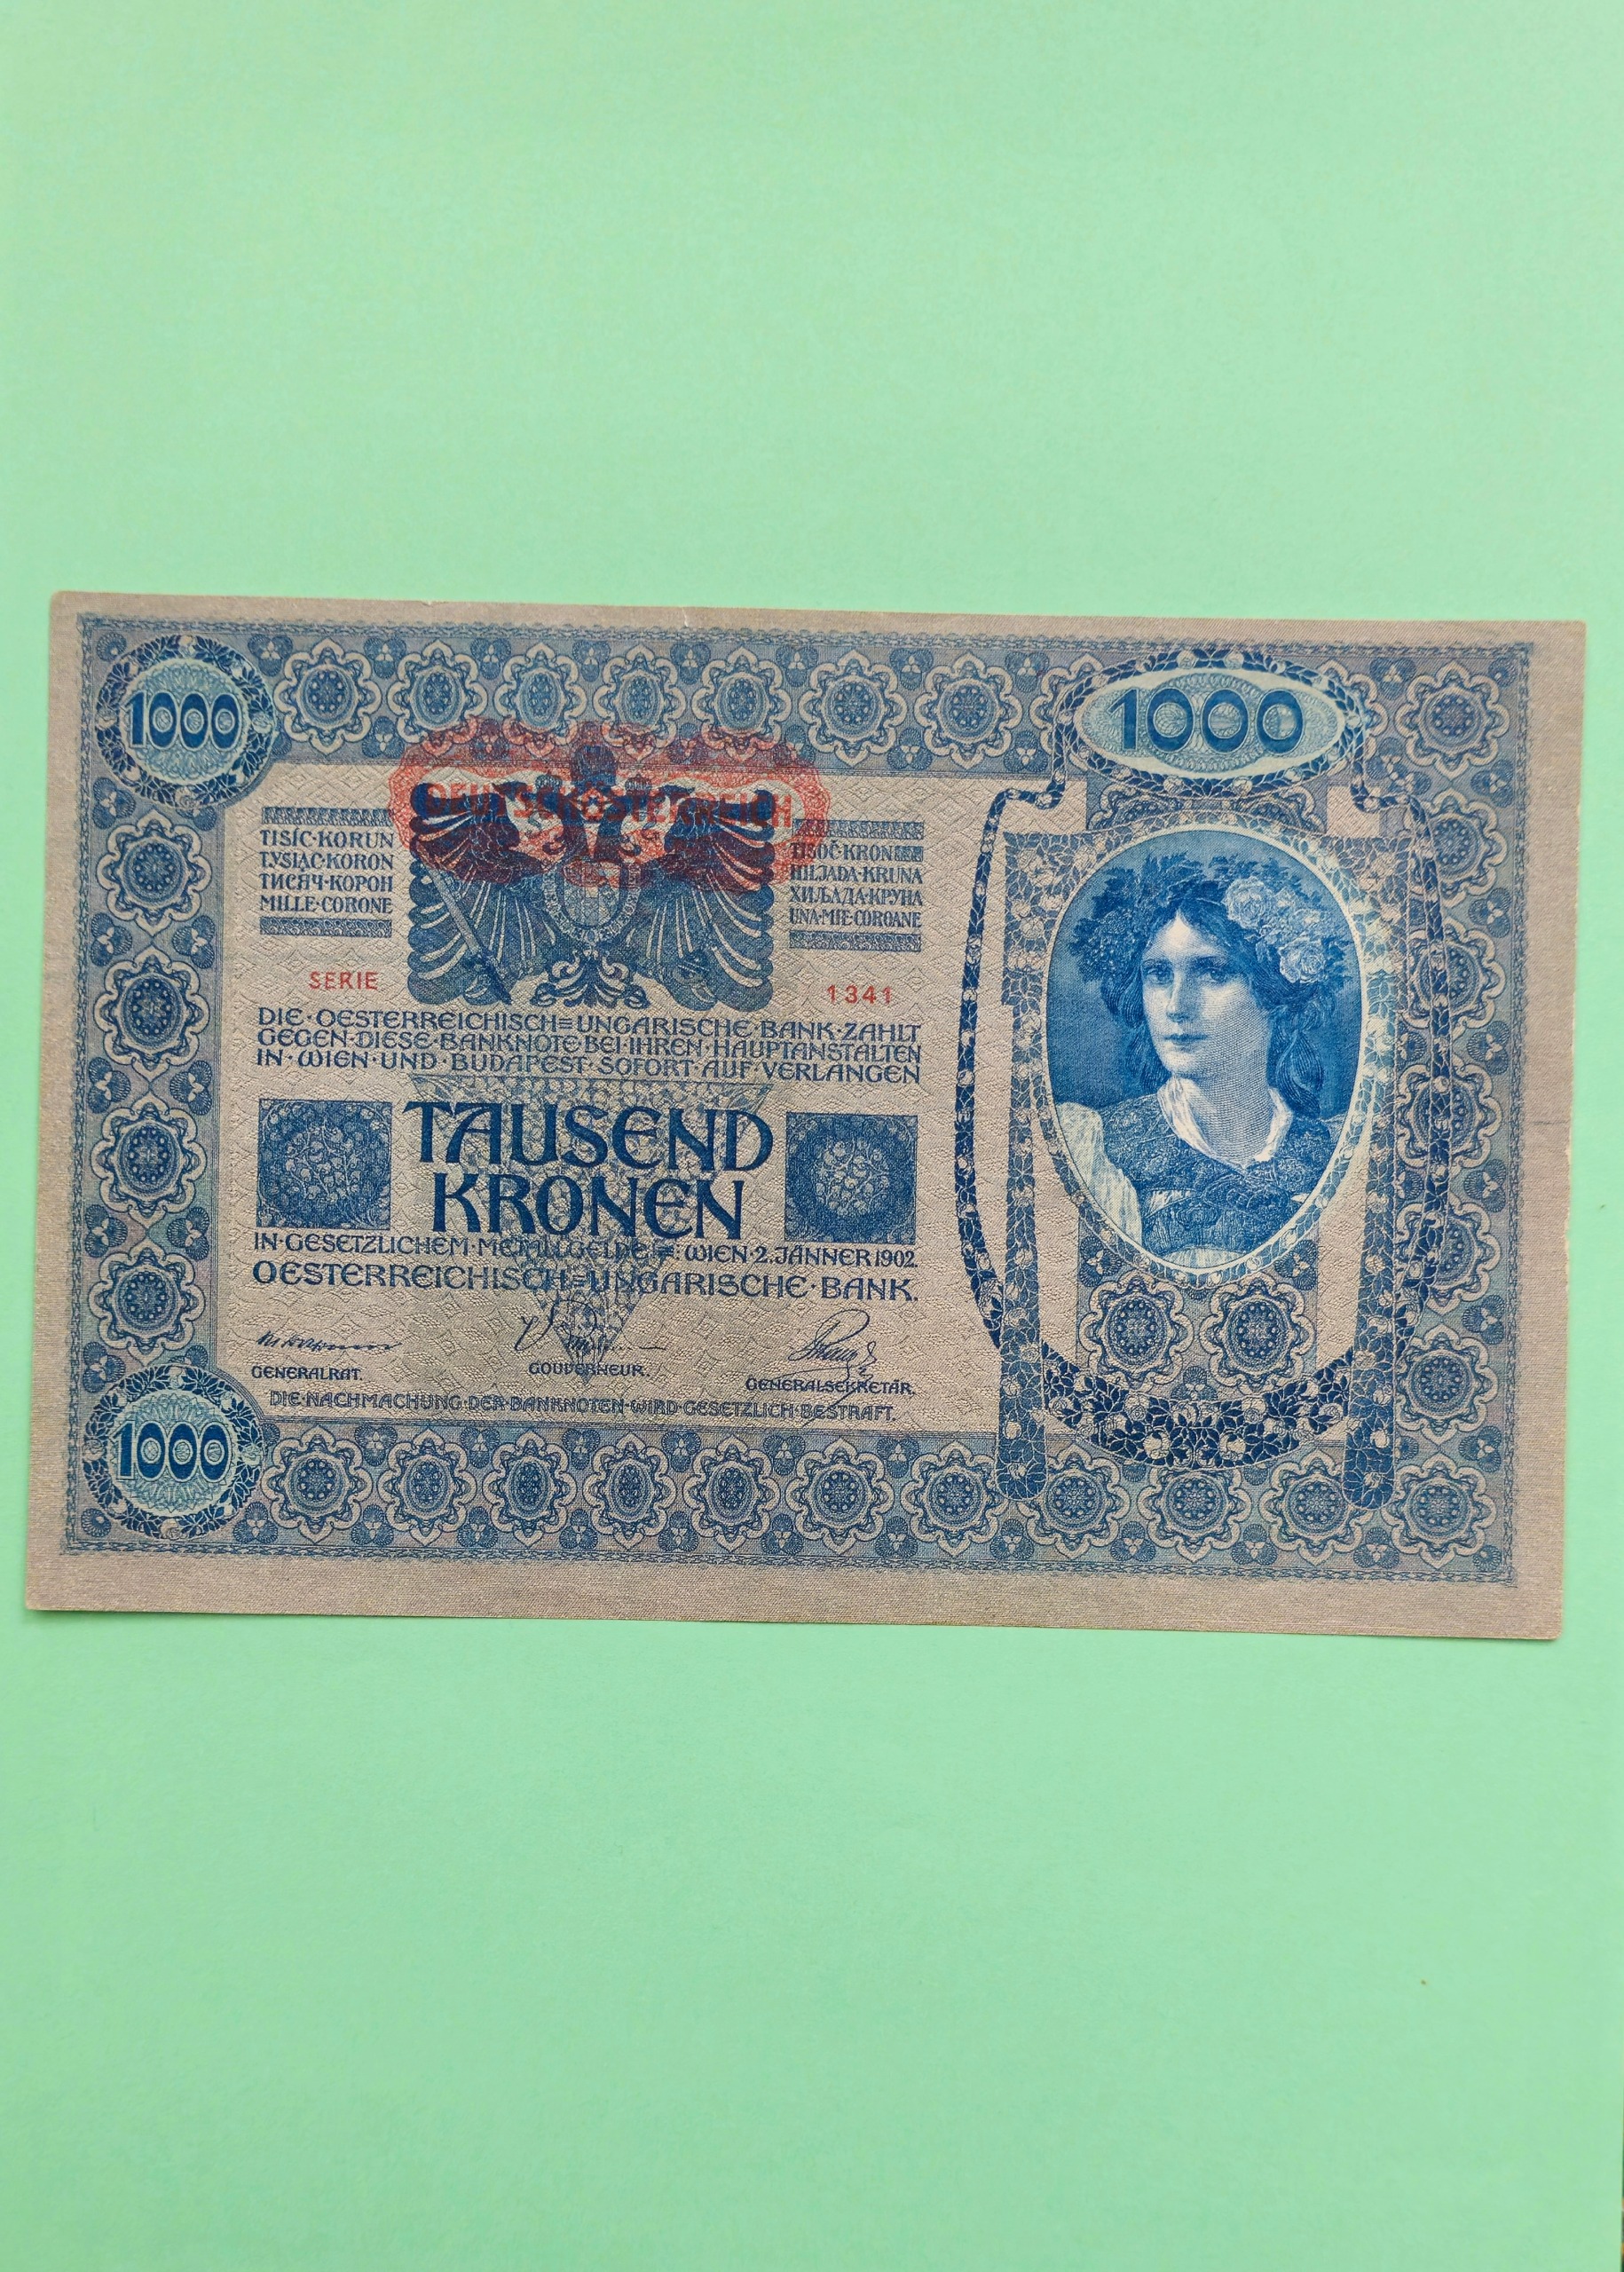 1000
1000
DEUTSCHÖSTERREICH
TISÍC·KORUN
TYSIĄC·KORON
ТИСЯЧ·КОРОН
MILLE·CORONE
TISOČ·KRON
HILJADA·KRUNA
ХИЉАДА·КРУНА
UNA·MIE·COROANE
SERIE
1341
DIE·OESTERREICHISCH=UNGARISCHE·BANK·ZAHLT
GEGEN·DIESE·BANKNOTE·BEI·IHREN·HAUPTANSTALTEN
IN·WIEN·UND·BUDAPEST·SOFORT·AUF·VERLANGEN
TAUSEND
KRONEN
IN·GESETZLICHEM·METALLGELDE=:WIEN·2.JÄNNER 1902.
OESTERREICHISCH=UNGARISCHE·BANK.
GENERALRAT.
GOUVERNEUR.
GENERALSEKRETÄR.
DIE·NACHMACHUNG·DER·BANKNOTEN·WIRD·GESETZLICH·BESTRAFT.
1000